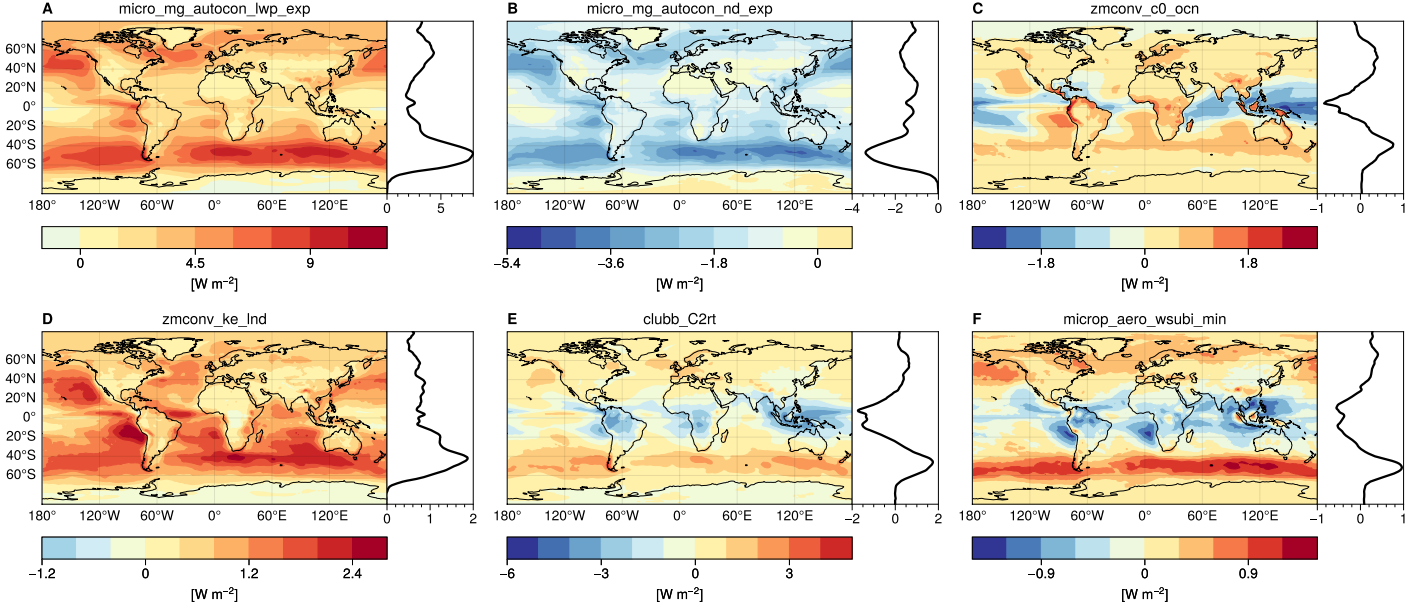 A micro_mg_autocon_lwp_exp
B micro_mg_autocon_nd_exp
C zmconv_c0_ocn
60°N
40°N
20°N
0°
20°S
40°S
60°S
180° 120°W 60°W 0° 60°E 120°E 180° 0 5
180° 120°W 60°W 0° 60°E 120°E −4 −2 0
180° 120°W 60°W 0° 60°E 120°E −1 0 1
0 4.5 9
−5.4 −3.6 −1.8 0
−1.8 0 1.8
[W m⁻²]
[W m⁻²]
[W m⁻²]
D zmconv_ke_lnd
E clubb_C2rt
F microp_aero_wsubi_min
60°N
40°N
20°N
0°
20°S
40°S
60°S
180° 120°W 60°W 0° 60°E 120°E 180° 0 1 2
180° 120°W 60°W 0° 60°E 120°E −2 0 2
180° 120°W 60°W 0° 60°E 120°E −1 0 1
−1.2 0 1.2 2.4
−6 −3 0 3
−0.9 0 0.9
[W m⁻²]
[W m⁻²]
[W m⁻²]